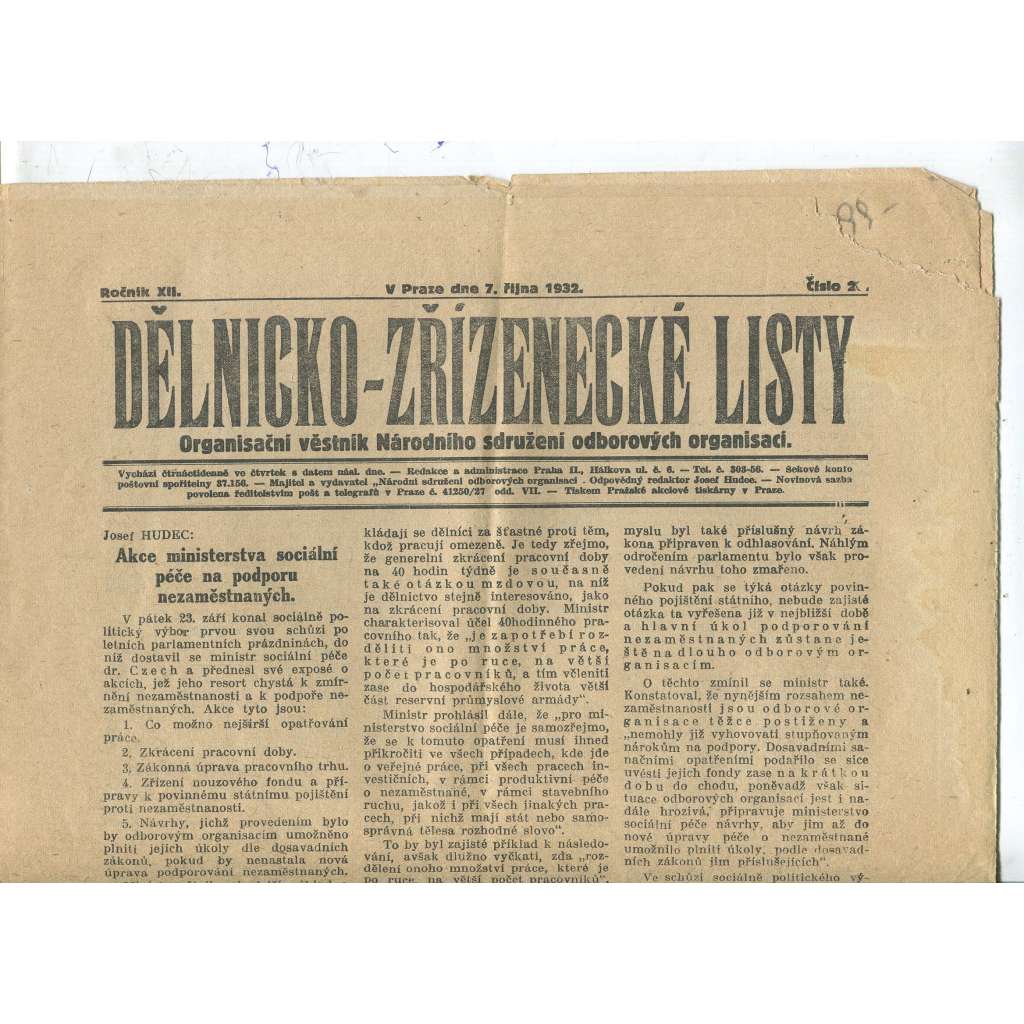 89-
Ročník XII. V Praze dne 7. října 1932. Číslo 2
DĚLNICKO-ZŘÍZENECKÉ LISTY
Organisační věstník Národního sdružení odborových organisací.
Vychází čtrnáctidenně ve čtvrtek s datem násl. dne. — Redakce a administrace Praha II., Hálkova ul. č. 6. — Tel. č. 303-56. — Šekové konto
poštovní spořitelny 37.156. — Majitel a vydavatel „Národní sdružení odborových organisací . Odpovědný redaktor Josef Hudec. — Novinová sazba
povolena ředitelstvím pošt a telegrafů v Praze č. 41250/27 odd. VII. — Tiskem Pražské akciové tiskárny v Praze.
Josef HUDEC:
Akce ministerstva sociální
péče na podporu
nezaměstnaných.
V pátek 23. září konal sociálně po-
litický výbor prvou svou schůzi po
letních parlamentních prázdninách, do
níž dostavil se ministr sociální péče
dr. Czech a přednesl své exposé o
akcích, jež jeho resort chystá k zmír-
nění nezaměstnanosti a k podpoře ne-
zaměstnaných. Akce tyto jsou:
1. Co možno nejširší opatřování
práce.
2. Zkrácení pracovní doby.
3. Zákonná úprava pracovního trhu.
4. Zřízení nouzového fondu a pří-
pravy k povinnému státnímu pojištění
proti nezaměstnanosti.
5. Návrhy, jichž provedením bylo
by odborovým organisacím umožněno
plniti jejich úkoly dle dosavadních
zákonů, pokud by nenastala nová
úprava podporování nezaměstnaných.
kládají se dělníci za šťastné proti těm,
kdož pracují omezeně. Je tedy zřejmo,
že generelní zkrácení pracovní doby
na 40 hodin týdně je současně
také otázkou mzdovou, na níž
je dělnictvo stejně interesováno, jako
na zkrácení pracovní doby. Ministr
charakterisoval účel 40hodinného pra-
covního tak, že „je zapotřebí roz-
děliti ono množství práce,
které je po ruce, na větší
počet pracovníků, a tím včleniti
zase do hospodářského života větší
část reservní průmyslové armády“.
Ministr prohlásil dále, že „pro mi-
nisterstvo sociální péče je samozřejmo,
že se k tomuto opatření musí ihned
přikročiti ve všech případech, kde jde
o veřejné práce, při všech pracech in-
vestičních, v rámci produktivní péče
o nezaměstnané, v rámci stavebního
ruchu, jakož i při všech jinakých pra-
cech, při nichž mají stát nebo samo-
správná tělesa rozhodné slovo“.
To by byl zajisté příklad k následo-
vání, avšak dlužno vyčkati, zda „roz-
dělení onoho množství práce, které je
po ruce, na větší počet pracovníků“,
myslu byl také příslušný návrh zá-
kona připraven k odhlasování. Náhlým
odročením parlamentu bylo však pro-
vedení návrhu toho zmařeno.
Pokud pak se týká otázky povin-
ného pojištění státního, nebude zajisté
otázka ta vyřešena již v nejbližší době
a hlavní úkol podporování
nezaměstnaných zůstane je-
ště na dlouho odborovým or-
ganisacím.
O těchto zmínil se ministr také.
Konstatoval, že nynějším rozsahem ne-
zaměstnanosti jsou odborové or-
ganisace těžce postiženy a
„nemohly již vyhovovati stupňovaným
nárokům na podpory. Dosavadními sa-
načními opatřeními podařilo se sice
uvésti jejich fondy zase na krátkou
dobu do chodu, poněvadž však si-
tuace odborových organisací jest i na-
dále hrozivá, připravuje ministerstvo
sociální péče návrhy, aby jim až do
nové úpravy péče o nezaměstnané
umožnilo plniti úkoly, podle dosavad-
ních zákonů jim příslušejících“.
Ve schůzi sociálně politického vý-